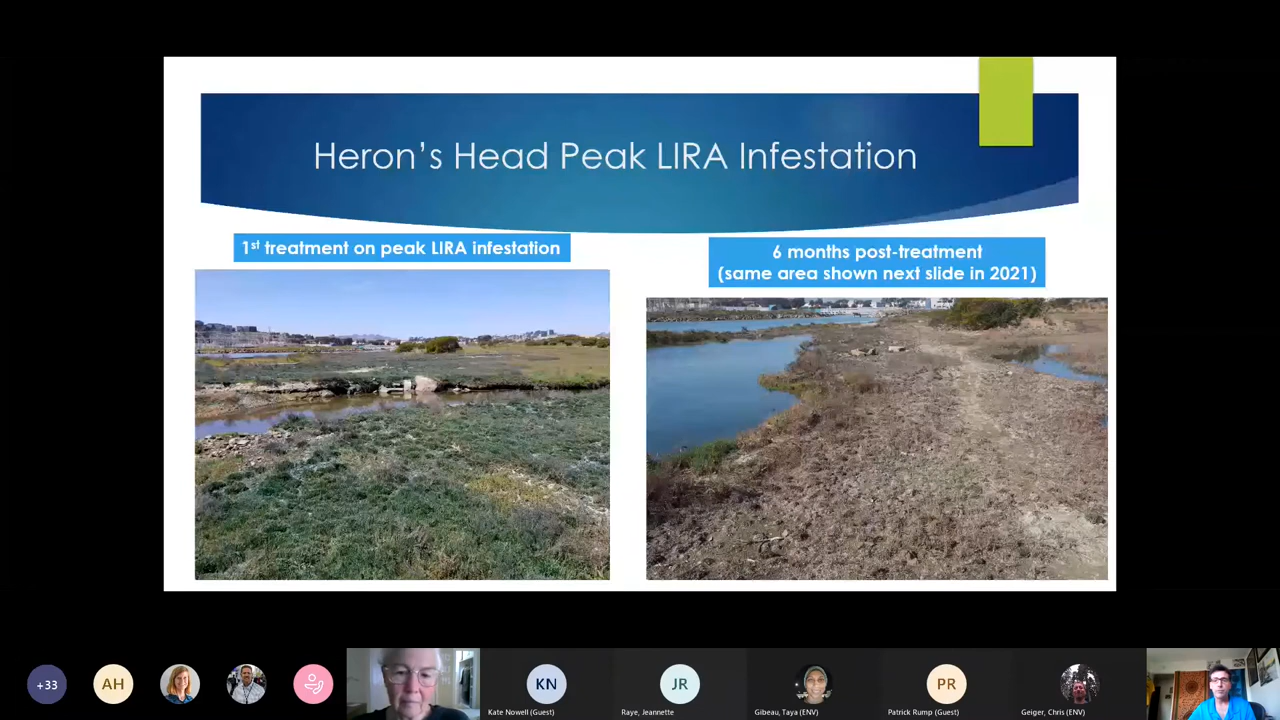 Heron's Head Peak LIRA Infestation
1st treatment on peak LIRA infestation
6 months post-treatment
(same area shown next slide in 2021)
+33
AH
KN
JR
PR
Kate Nowell (Guest)
Raye, Jeannette
Gibeau, Taya (ENV)
Patrick Rump (Guest)
Geiger, Chris (ENV)